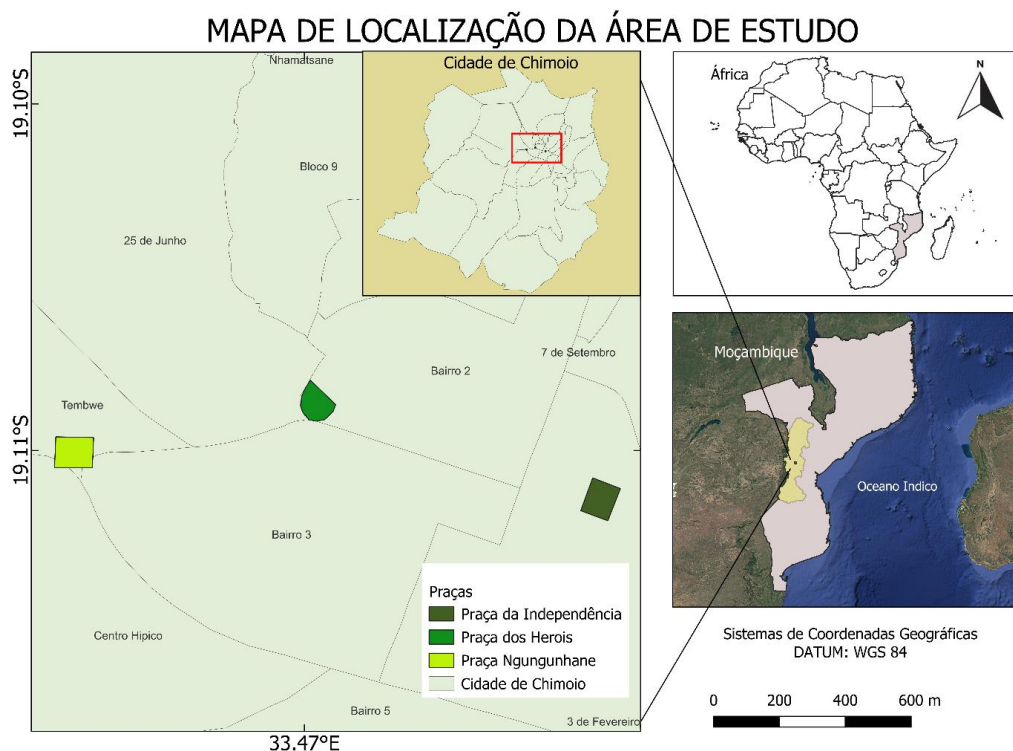 MAPA DE LOCALIZAÇÃO DA ÁREA DE ESTUDO
Nhamatsane
Cidade de Chimoio
África
N
19.10°S
Bloco 9
25 de Junho
7 de Setembro
Bairro 2
Moçambique
Tembwe
19.11°S
Oceano Indico
Bairro 3
Praças
Praça da Independência
Praça dos Herois
Praça Ngungunhane
Cidade de Chimoio
Centro Hipico
Sistemas de Coordenadas Geográficas
DATUM: WGS 84
0 200 400 600 m
Bairro 5
3 de Fevereiro
33.47°E